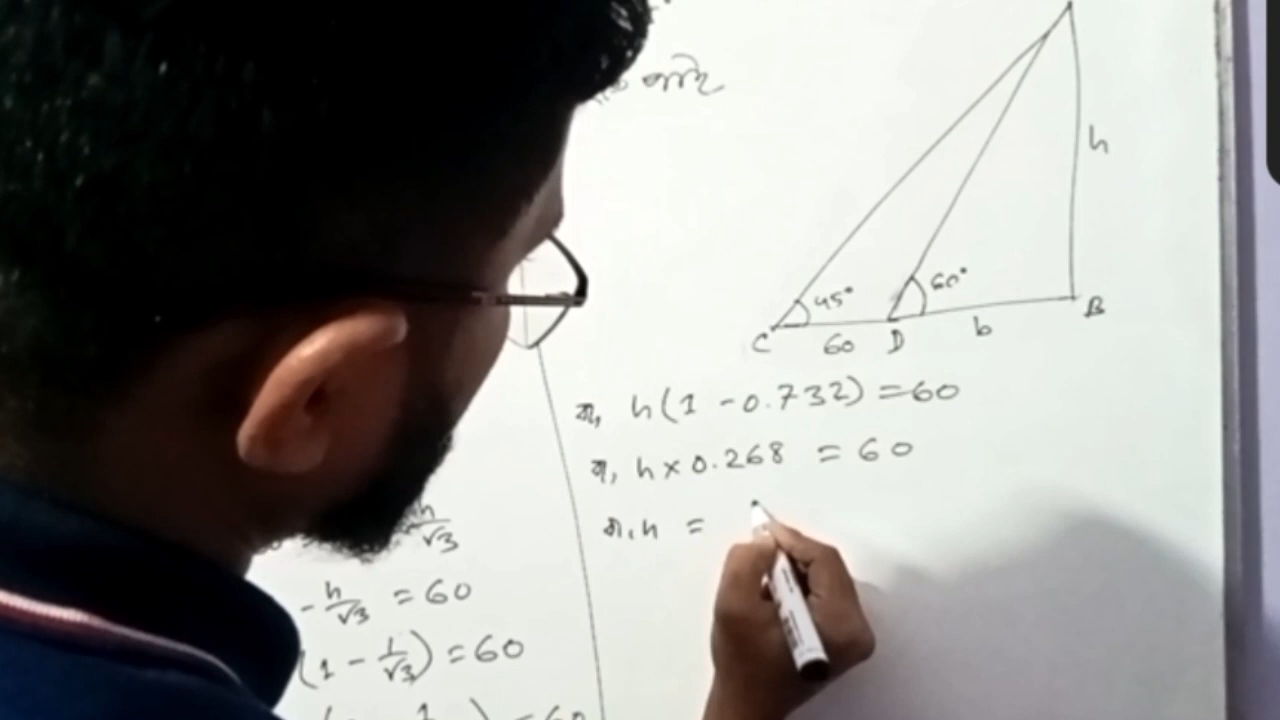 h
45°
60°
C 60 D b B
h/√3
- h/√3 = 60
(1 - 1/√3) = 60
বা, h(1 - 0.732) = 60
বা, h × 0.268 = 60
বা, h =